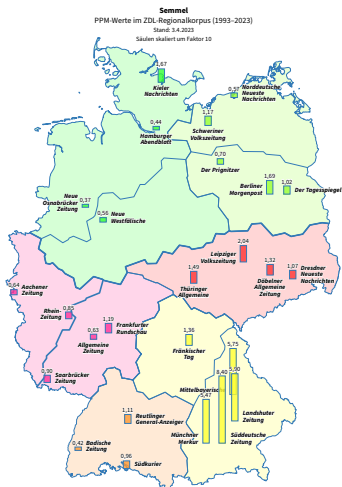 Semmel
PPM-Werte im ZDL-Regionalkorpus (1993–2023)
Stand: 3.4.2023
Säulen skaliert um Faktor 10
1,67
Kieler
Nachrichten
Norddeutsche
Neueste
Nachrichten
1,17
Schweriner
Volkszeitung
0,44
Hamburger
Abendblatt
0,70
Der Prignitzer
1,69
Berliner
Morgenpost
1,02
Der Tagesspiegel
0,37
Neue
Osnabrücker
Zeitung
0,56
Neue
Westfälische
2,04
Leipziger
Volkszeitung
1,32
Döbelner
Allgemeine
Zeitung
1,07
Dresdner
Neueste
Nachrichten
1,49
Thüringer
Allgemeine
0,64
Aachener
Zeitung
Rhein-
Zeitung
1,19
Frankfurter
Rundschau
0,63
Allgemeine
Zeitung
0,90
Saarbrücker
Zeitung
1,36
Fränkischer
Tag
5,75
Mittelbayerische
8,40
5,90
5,47
Landshuter
Zeitung
Münchner
Merkur
Süddeutsche
Zeitung
1,11
Reutlinger
General-Anzeiger
0,42
Badische
Zeitung
0,96
Südkurier